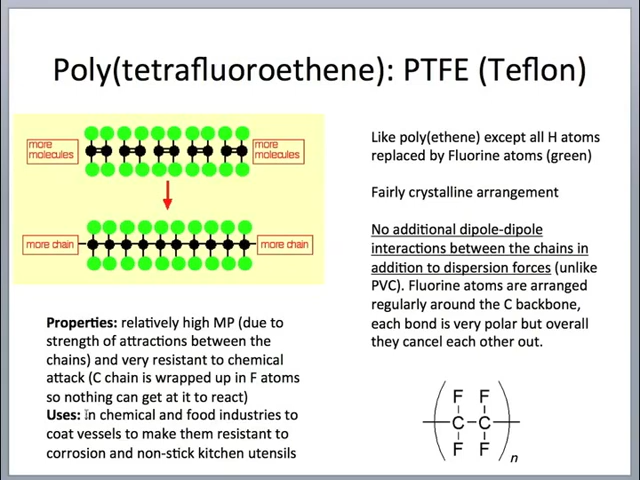 Poly(tetrafluoroethene): PTFE (Teflon)
more
molecules
more
molecules
more chain
more chain
Like poly(ethene) except all H atoms
replaced by Fluorine atoms (green)
Fairly crystalline arrangement
No additional dipole-dipole
interactions between the chains in
addition to dispersion forces (unlike
PVC). Fluorine atoms are arranged
regularly around the C backbone,
each bond is very polar but overall
they cancel each other out.
Properties: relatively high MP (due to
strength of attractions between the
chains) and very resistant to chemical
attack (C chain is wrapped up in F atoms
so nothing can get at it to react)
Uses: in chemical and food industries to
coat vessels to make them resistant to
corrosion and non-stick kitchen utensils
F F
C C
F F
n